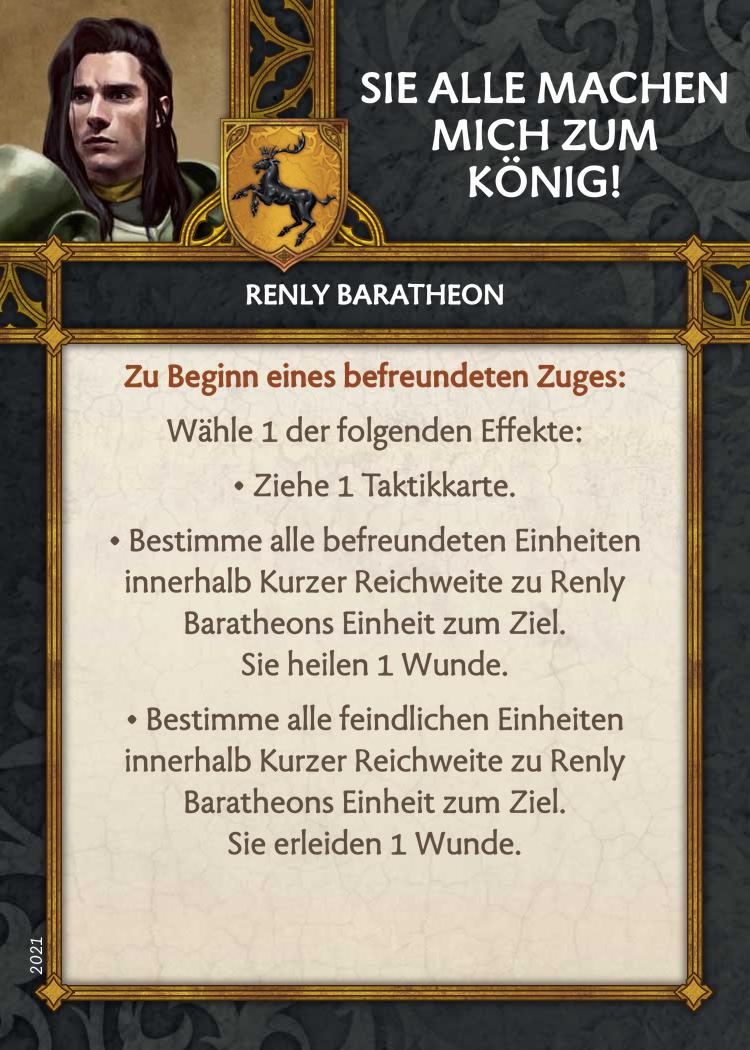 SIE ALLE MACHEN
MICH ZUM
KÖNIG!
RENLY BARATHEON
Zu Beginn eines befreundeten Zuges:
Wähle 1 der folgenden Effekte:
• Ziehe 1 Taktikkarte.
• Bestimme alle befreundeten Einheiten
innerhalb Kurzer Reichweite zu Renly
Baratheons Einheit zum Ziel.
Sie heilen 1 Wunde.
• Bestimme alle feindlichen Einheiten
innerhalb Kurzer Reichweite zu Renly
Baratheons Einheit zum Ziel.
Sie erleiden 1 Wunde.
2021